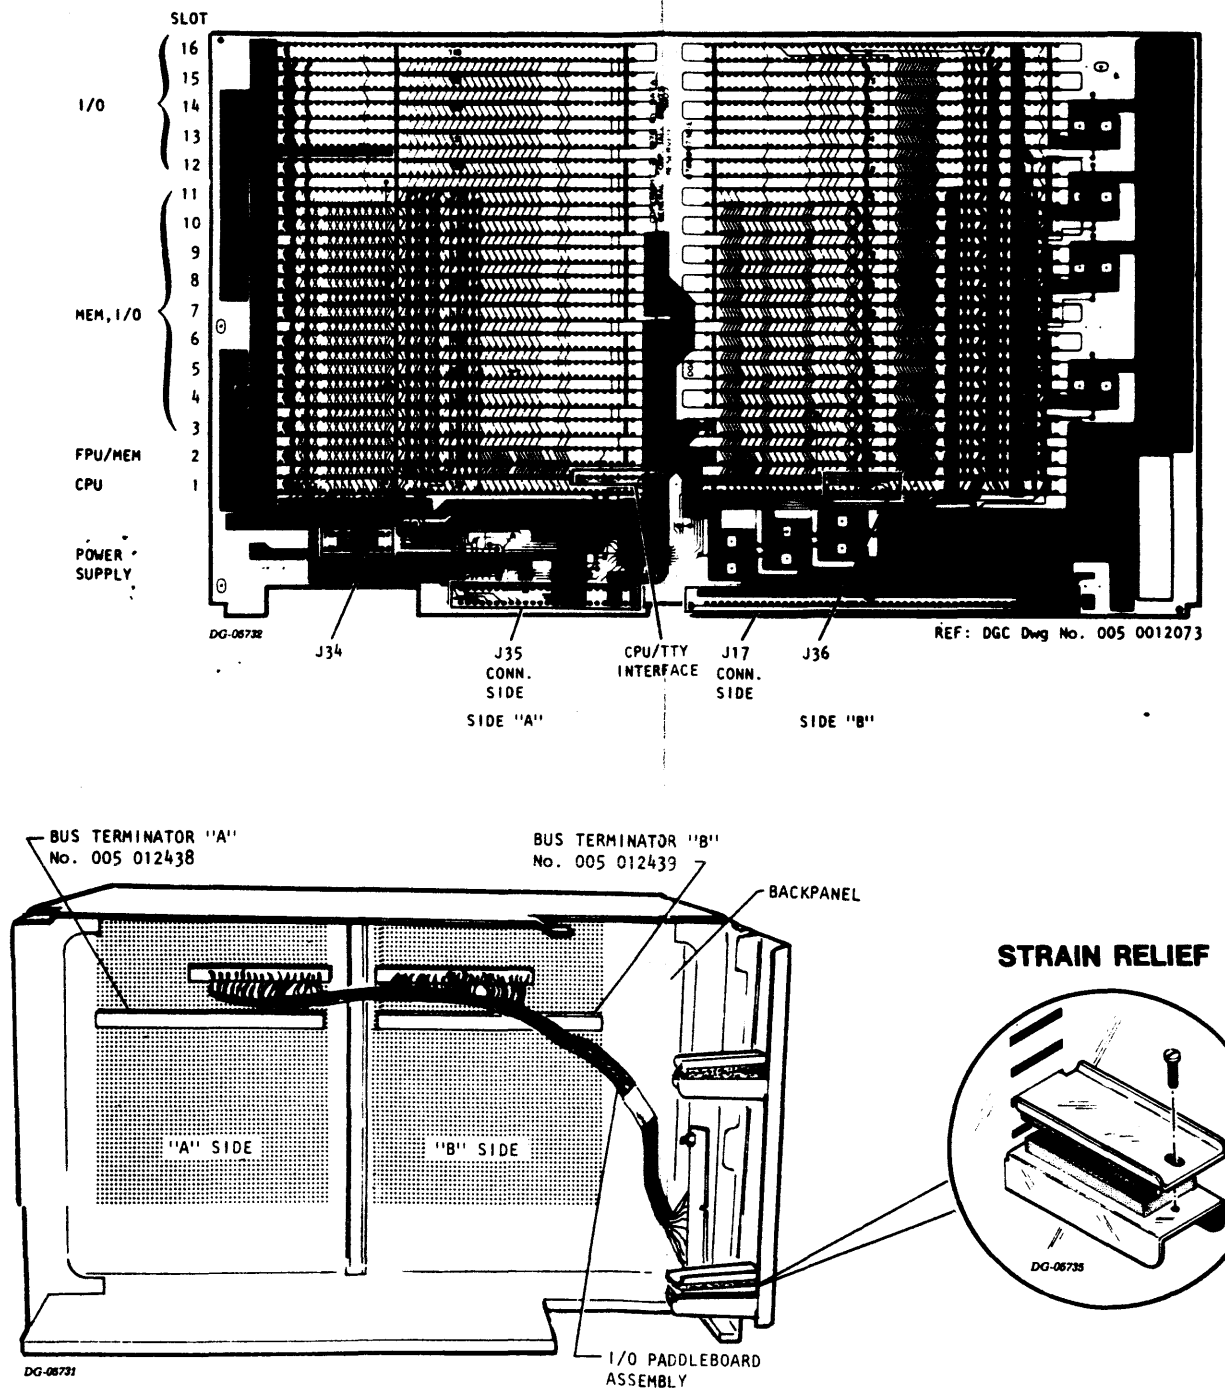 SLOT
16
15
I/O
14
13
12
11
10
9
8
MEM, I/O
7
6
5
4
3
FPU/MEM
2
CPU
1
POWER
SUPPLY
DG-05732
REF: DGC Dwg No. 005 0012073
J34
J35
CONN.
SIDE
CPU/TTY
INTERFACE
J17
CONN.
SIDE
J36
SIDE "A"
SIDE "B"
BUS TERMINATOR "A"
No. 005 012438
BUS TERMINATOR "B"
No. 005 012439
BACKPANEL
STRAIN RELIEF
"A" SIDE
"B" SIDE
DG-05735
I/O PADDLEBOARD
ASSEMBLY
DG-05731